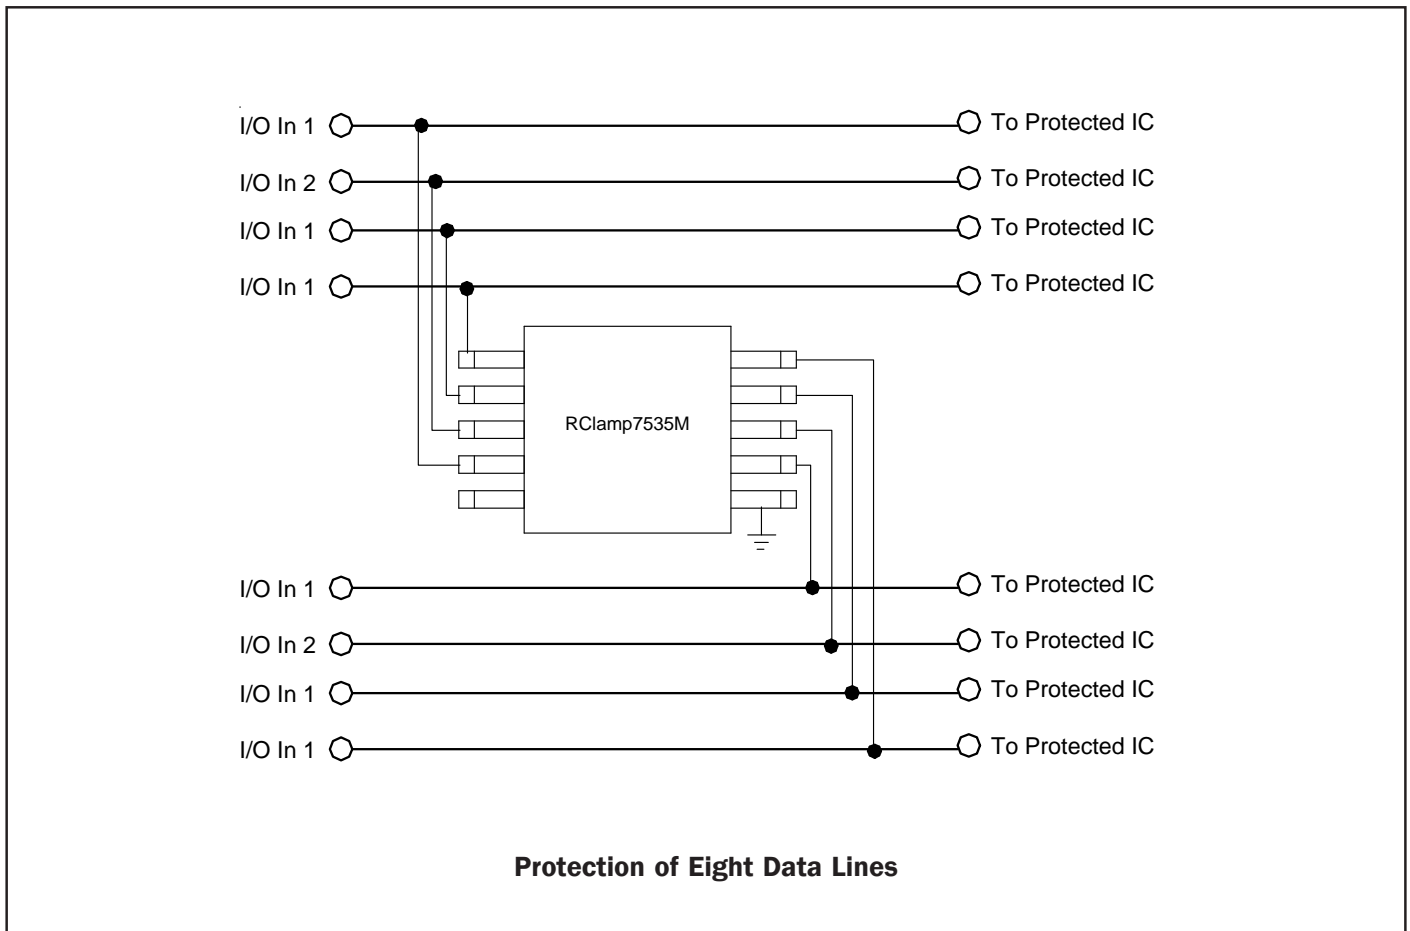 I/O In 1 To Protected IC
I/O In 2 To Protected IC
I/O In 1 To Protected IC
I/O In 1 To Protected IC
RClamp7535M
I/O In 1 To Protected IC
I/O In 2 To Protected IC
I/O In 1 To Protected IC
I/O In 1 To Protected IC
Protection of Eight Data Lines